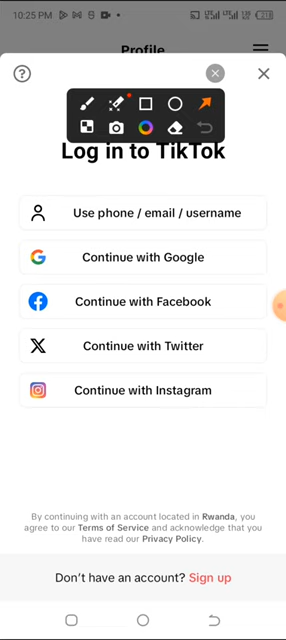 10:25 PM
Profile
Log in to TikTok
Use phone / email / username
Continue with Google
Continue with Facebook
Continue with Twitter
Continue with Instagram
By continuing with an account located in Rwanda, you
agree to our Terms of Service and acknowledge that you
have read our Privacy Policy.
Don't have an account? Sign up